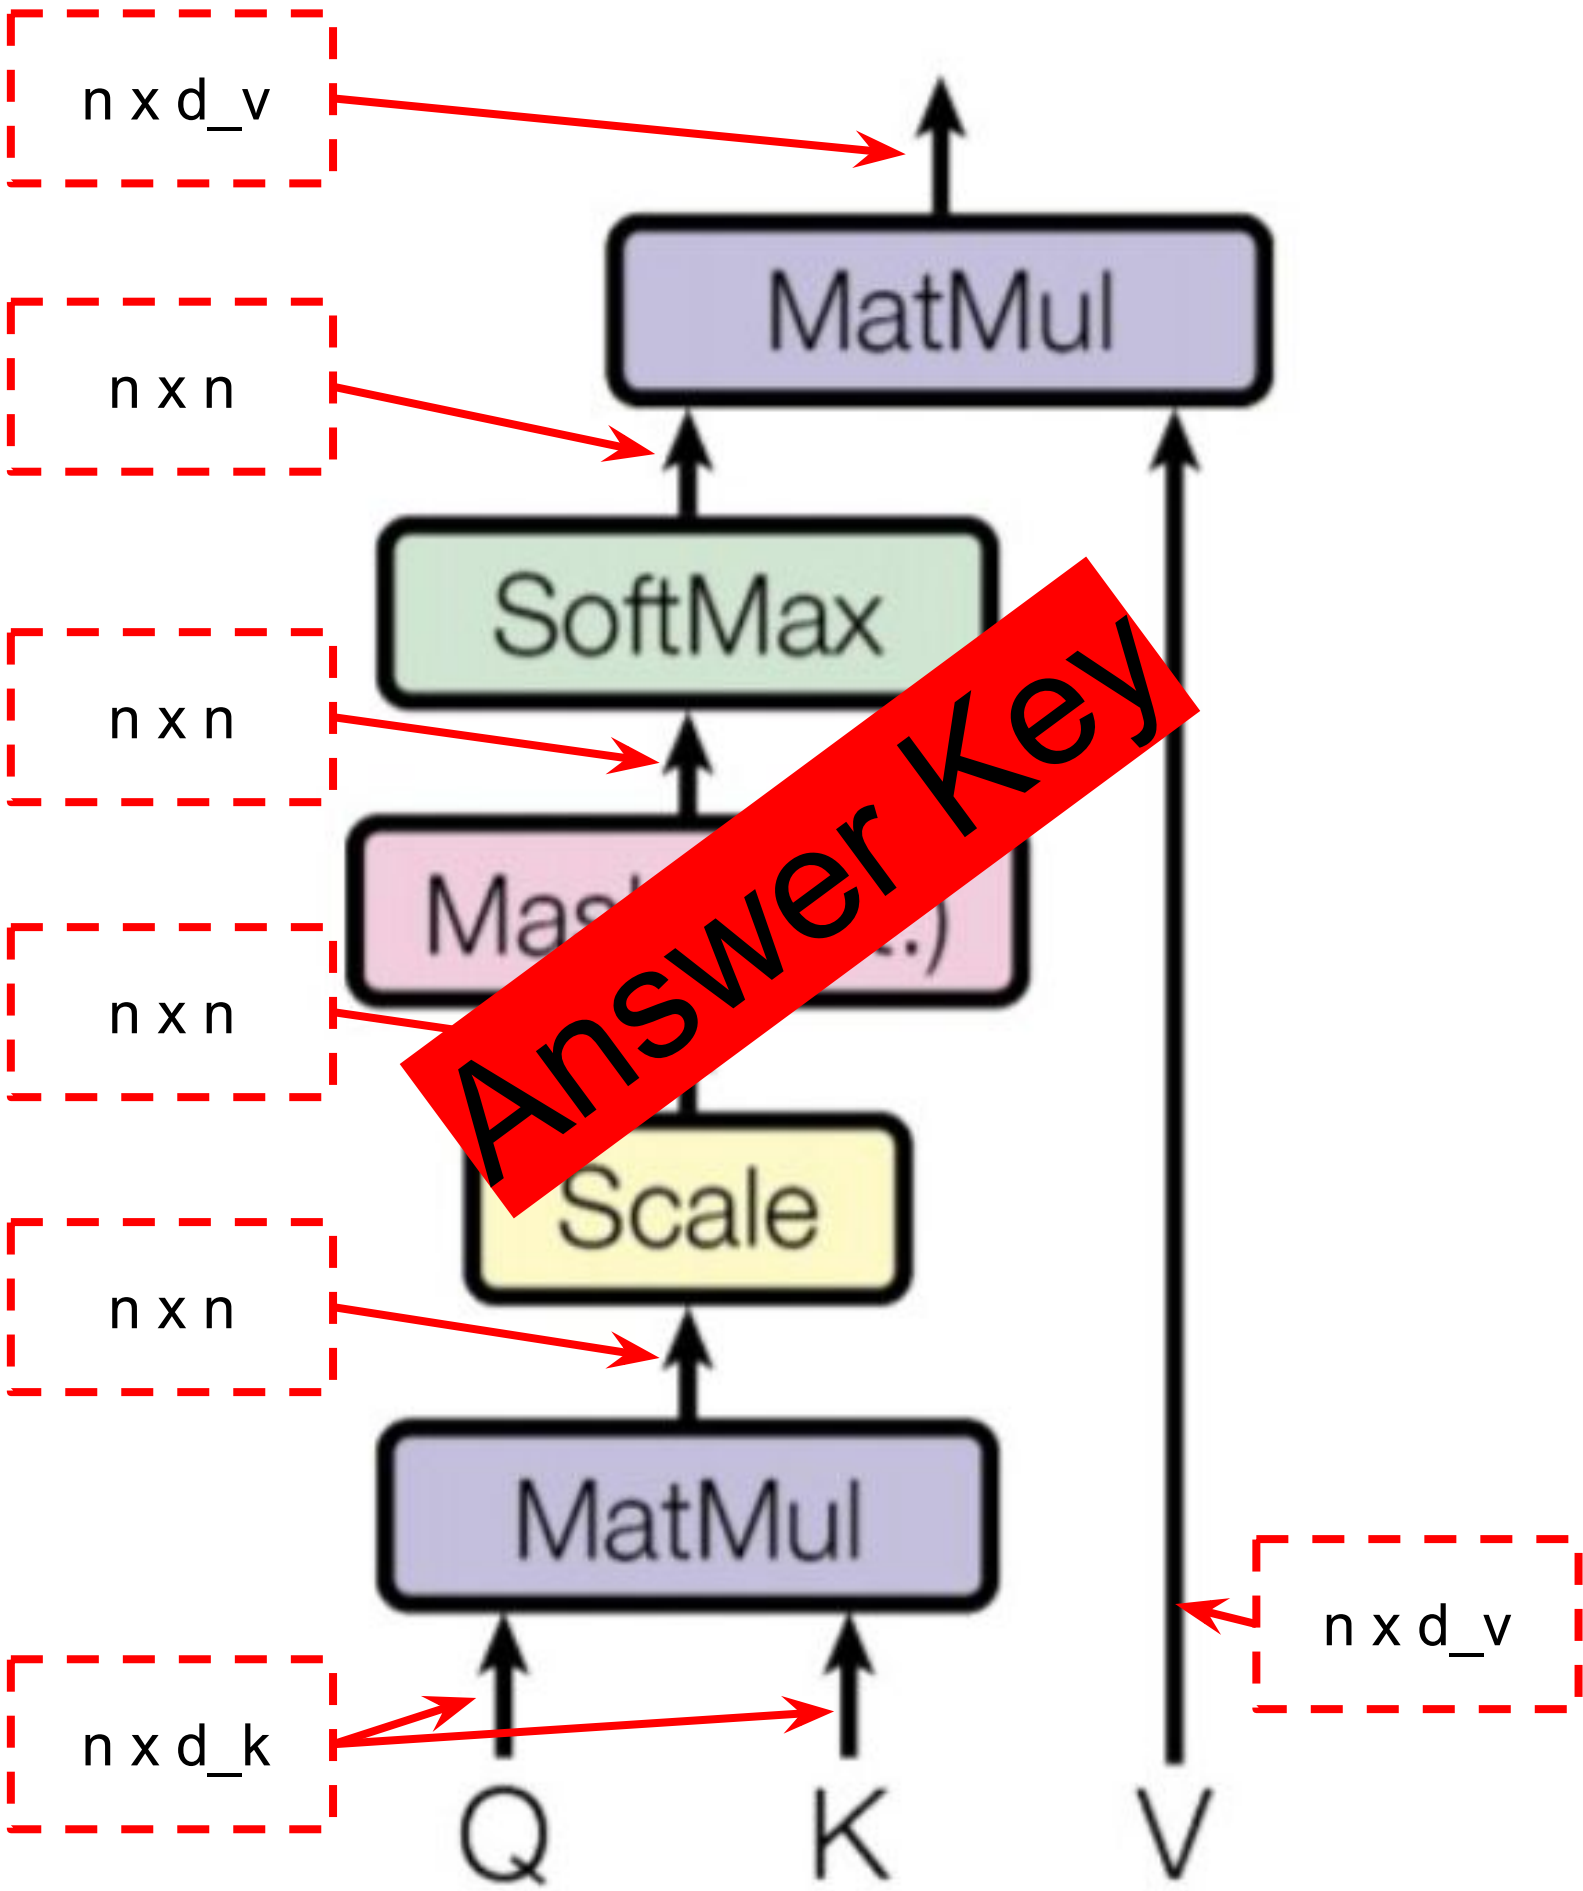 n x d_v
MatMul
n x n
SoftMax
n x n
Answer Key
n x n
Scale
n x n
MatMul
n x d_v
n x d_k
Q K V